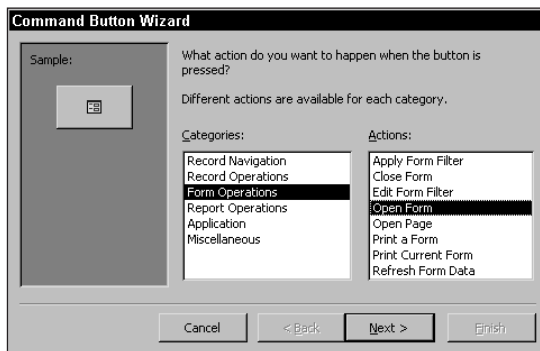 Command Button Wizard
Sample:
What action do you want to happen when the button is
pressed?
Different actions are available for each category.
Categories:
Actions:
Record Navigation
Record Operations
Form Operations
Report Operations
Application
Miscellaneous
Apply Form Filter
Close Form
Edit Form Filter
Open Form
Open Page
Print a Form
Print Current Form
Refresh Form Data
Cancel
< Back
Next >
Finish